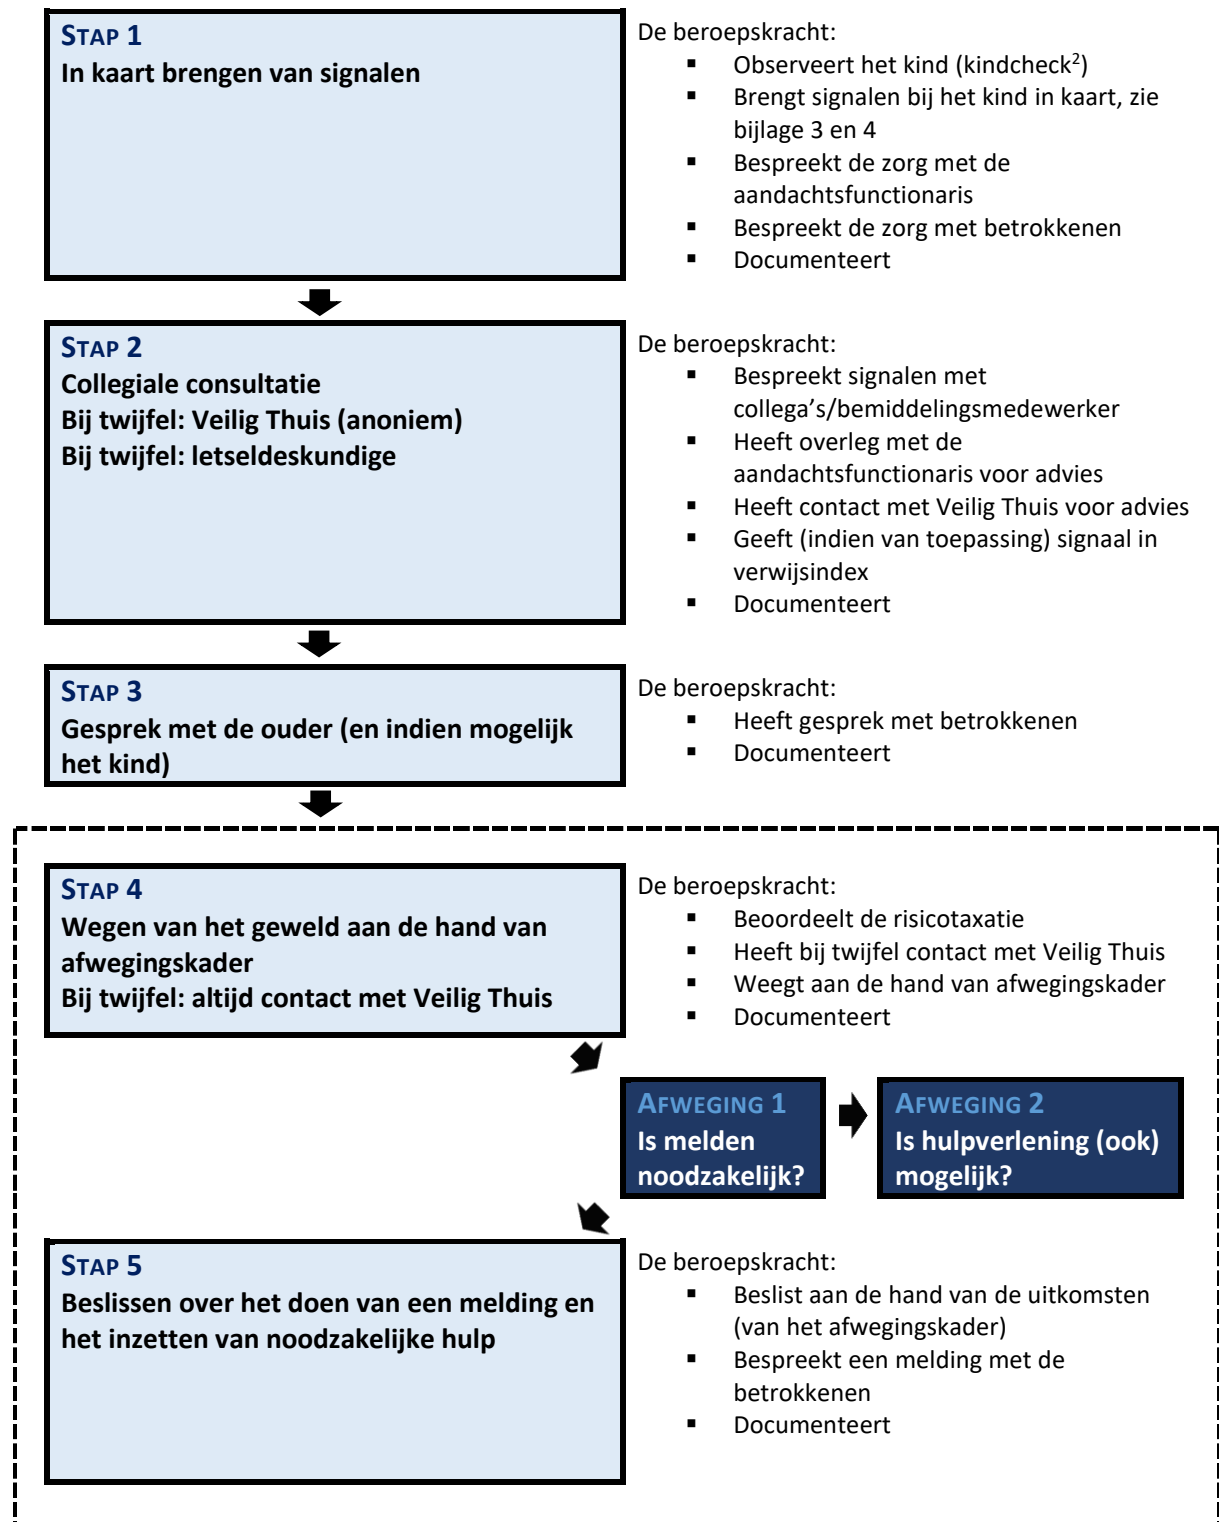 STAP 1
In kaart brengen van signalen
De beroepskracht:
▪ Observeert het kind (kindcheck²)
▪ Brengt signalen bij het kind in kaart, zie
bijlage 3 en 4
▪ Bespreekt de zorg met de
aandachtsfunctionaris
▪ Bespreekt de zorg met betrokkenen
▪ Documenteert
STAP 2
Collegiale consultatie
Bij twijfel: Veilig Thuis (anoniem)
Bij twijfel: letseldeskundige
De beroepskracht:
▪ Bespreekt signalen met
collega’s/bemiddelingsmedewerker
▪ Heeft overleg met de
aandachtsfunctionaris voor advies
▪ Heeft contact met Veilig Thuis voor advies
▪ Geeft (indien van toepassing) signaal in
verwijsindex
▪ Documenteert
STAP 3
Gesprek met de ouder (en indien mogelijk
het kind)
De beroepskracht:
▪ Heeft gesprek met betrokkenen
▪ Documenteert
STAP 4
Wegen van het geweld aan de hand van
afwegingskader
Bij twijfel: altijd contact met Veilig Thuis
De beroepskracht:
▪ Beoordeelt de risicotaxatie
▪ Heeft bij twijfel contact met Veilig Thuis
▪ Weegt aan de hand van afwegingskader
▪ Documenteert
AFWEGING 1
Is melden
noodzakelijk?
AFWEGING 2
Is hulpverlening (ook)
mogelijk?
STAP 5
Beslissen over het doen van een melding en
het inzetten van noodzakelijke hulp
De beroepskracht:
▪ Beslist aan de hand van de uitkomsten
(van het afwegingskader)
▪ Bespreekt een melding met de
betrokkenen
▪ Documenteert